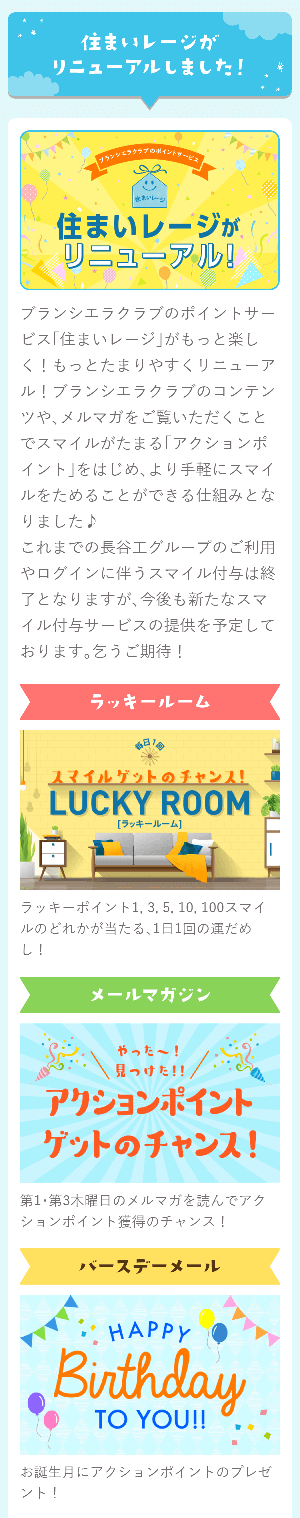 住まいレージが
リニューアルしました!
ブランシエラクラブのポイントサービス
住まいレージ
住まいレージが
リニューアル!
ブランシエラクラブのポイントサー
ビス「住まいレージ」がもっと楽し
く！もっとたまりやすくリニューア
ル！ブランシエラクラブのコンテン
ツや、メルマガをご覧いただくこと
でスマイルがたまる「アクションポ
イント」をはじめ、より手軽にスマイ
ルをためることができる仕組みとな
りました♪
これまでの長谷工グループのご利用
やログインに伴うスマイル付与は終
了となりますが、今後も新たなスマ
イル付与サービスの提供を予定して
おります。乞うご期待！
ラッキールーム
毎日1回
スマイルゲットのチャンス!
LUCKY ROOM
[ラッキールーム]
ラッキーポイント1, 3, 5, 10, 100スマイ
ルのどれかが当たる、1日1回の運だめ
し！
メールマガジン
やった〜!
見つけた!!
アクションポイント
ゲットのチャンス!
第1・第3木曜日のメルマガを読んでアク
ションポイント獲得のチャンス！
バースデーメール
HAPPY
Birthday
TO YOU!!
お誕生月にアクションポイントのプレゼ
ント！